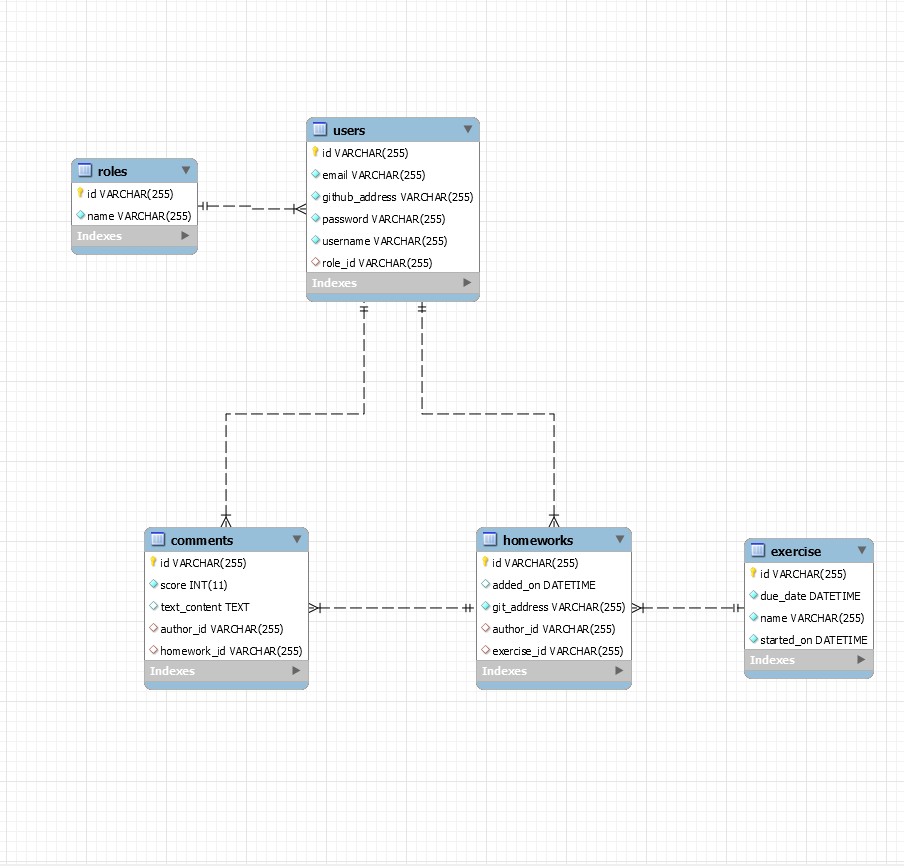 users
id VARCHAR(255)
email VARCHAR(255)
github_address VARCHAR(255)
password VARCHAR(255)
username VARCHAR(255)
role_id VARCHAR(255)
Indexes
roles
id VARCHAR(255)
name VARCHAR(255)
Indexes
comments
id VARCHAR(255)
score INT(11)
text_content TEXT
author_id VARCHAR(255)
homework_id VARCHAR(255)
Indexes
homeworks
id VARCHAR(255)
added_on DATETIME
git_address VARCHAR(255)
author_id VARCHAR(255)
exercise_id VARCHAR(255)
Indexes
exercise
id VARCHAR(255)
due_date DATETIME
name VARCHAR(255)
started_on DATETIME
Indexes